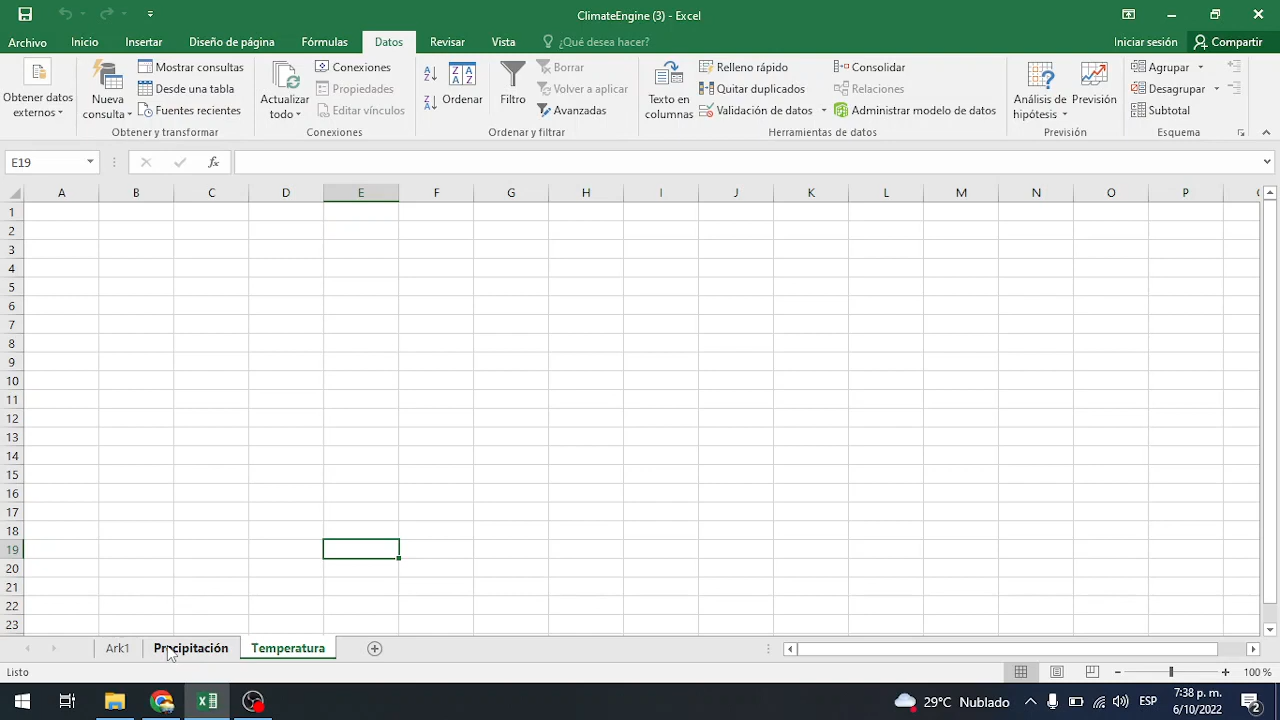 ClimateEngine (3) - Excel
Archivo Inicio Insertar Diseño de página Fórmulas Datos Revisar Vista ¿Qué desea hacer? Iniciar sesión Compartir
Obtener datos externos
Nueva consulta
Mostrar consultas
Desde una tabla
Fuentes recientes
Obtener y transformar
Actualizar todo
Conexiones
Propiedades
Editar vínculos
Conexiones
Ordenar
Filtro
Borrar
Volver a aplicar
Avanzadas
Ordenar y filtrar
Texto en columnas
Relleno rápido
Quitar duplicados
Validación de datos
Consolidar
Relaciones
Administrar modelo de datos
Herramientas de datos
Análisis de hipótesis
Previsión
Previsión
Agrupar
Desagrupar
Subtotal
Esquema
E19
fx
A B C D E F G H I J K L M N O P
1
2
3
4
5
6
7
8
9
10
11
12
13
14
15
16
17
18
19
20
21
22
23
Ark1 Precipitación Temperatura
Listo 100 %
29°C Nublado ESP 7:38 p. m.
6/10/2022 2